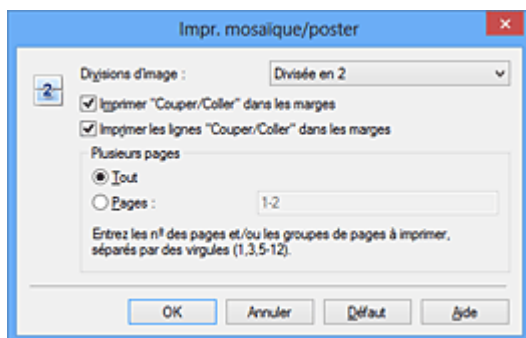 Impr. mosaïque/poster
Divisions d'image : Divisée en 2
2
Imprimer "Couper/Coller" dans les marges
Imprimer les lignes "Couper/Coller" dans les marges
Plusieurs pages
Tout
Pages : 1-2
Entrez les nº des pages et/ou les groupes de pages à imprimer,
séparés par des virgules (1,3,5-12).
OK Annuler Défaut Aide